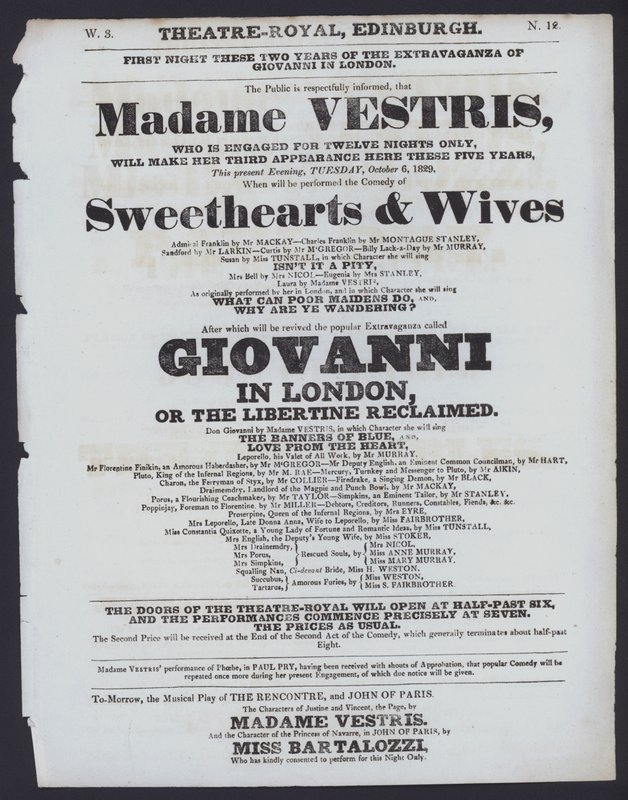 W. 3. THEATRE-ROYAL, EDINBURGH. N. 12.
FIRST NIGHT THESE TWO YEARS OF THE EXTRAVAGANZA OF
GIOVANNI IN LONDON.
The Public is respectfully informed, that
Madame VESTRIS,
WHO IS ENGAGED FOR TWELVE NIGHTS ONLY,
WILL MAKE HER THIRD APPEARANCE HERE THESE FIVE YEARS,
This present Evening, TUESDAY, October 6, 1829,
When will be performed the Comedy of
Sweethearts & Wives
Admiral Franklin by Mr MACKAY—Charles Franklin by Mr MONTAGUE STANLEY,
Sandford by Mr LARKIN—Curtis by Mr M'GREGOR—Billy Lack-a-Day by Mr MURRAY,
Susan by Miss TUNSTALL, in which Character she will sing
ISN'T IT A PITY,
Mrs Bell by Mrs NICOL—Eugenia by Mrs STANLEY,
Laura by Madame VESTRIS,
As originally performed by her in London, and in which Character she will sing
WHAT CAN POOR MAIDENS DO, AND,
WHY ARE YE WANDERING?
After which will be revived the popular Extravaganza called
GIOVANNI
IN LONDON,
OR THE LIBERTINE RECLAIMED.
Don Giovanni by Madame VESTRIS, in which Character she will sing
THE BANNERS OF BLUE, AND,
LOVE FROM THE HEART,
Leporello, his Valet of All Work, by Mr MURRAY.
Mr Florentine Finikin, an Amorous Haberdasher, by Mr M'GREGOR—Mr Deputy English, an Eminent Common Councilman, by Mr HART,
Pluto, King of the Infernal Regions, by Mr M. RAE—Mercury, Turnkey and Messenger to Pluto, by Mr AIKIN,
Charon, the Ferryman of Styx, by Mr COLLIER—Firedrake, a Singing Demon, by Mr BLACK,
Drainemdry, Landlord of the Magpie and Punch Bowl, by Mr MACKAY,
Porus, a Flourishing Coachmaker, by Mr TAYLOR—Simpkins, an Eminent Tailor, by Mr STANLEY,
Poppinjay, Foreman to Florentine, by Mr MILLER—Debtors, Creditors, Runners, Constables, Fiends, &c. &c.
Proserpine, Queen of the Infernal Regions, by Mrs EYRE,
Mrs Leporello, Late Donna Anna, Wife to Leporello, by Miss FAIRBROTHER,
Miss Constantia Quixotte, a Young Lady of Fortune and Romantic Ideas, by Miss TUNSTALL,
Mrs English, the Deputy's Young Wife, by Miss STOKER,
Mrs Drainemdry, Mrs NICOL,
Mrs Porus, Rescued Souls, by Miss ANNE MURRAY,
Mrs Simpkins, Miss MARY MURRAY.
Squalling Nan, Ci-devant Bride, Miss H. WESTON.
Succubus, Amorous Furies, by Miss WESTON,
Tartarus, Miss S. FAIRBROTHER.
THE DOORS OF THE THEATRE-ROYAL WILL OPEN AT HALF-PAST SIX,
AND THE PERFORMANCES COMMENCE PRECISELY AT SEVEN.
THE PRICES AS USUAL.
The Second Price will be received at the End of the Second Act of the Comedy, which generally terminates about half-past
Eight.
Madame VESTRIS' performance of Phœbe, in PAUL PRY, having been received with shouts of Approbation, that popular Comedy will be
repeated once more during her present Engagement, of which due notice will be given.
To-Morrow, the Musical Play of THE RENCONTRE, and JOHN OF PARIS.
The Characters of Justine and Vincent, the Page, by
MADAME VESTRIS.
And the Character of the Princess of Navarre, in JOHN OF PARIS, by
MISS BARTALOZZI,
Who has kindly consented to perform for this Night Only.